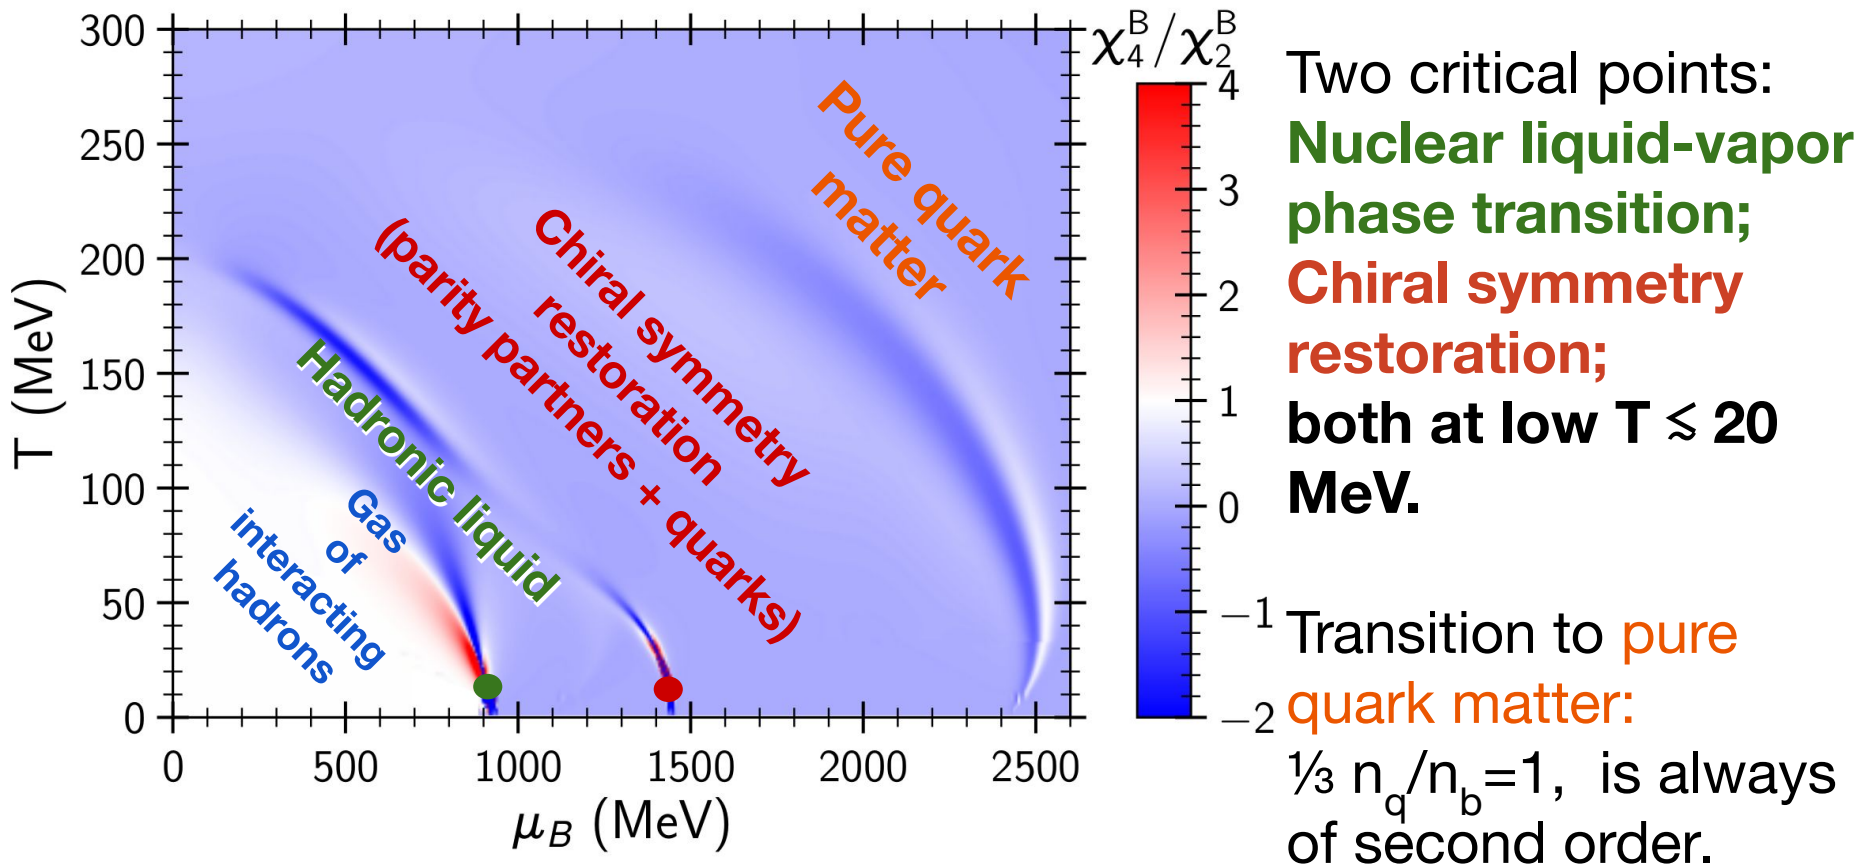 300
250
200
150
100
50
0
T (MeV)
0
500
1000
1500
2000
2500
μB (MeV)
Gas
of
interacting
hadrons
Hadronic liquid
Chiral symmetry
restoration
(parity partners + quarks)
Pure quark
matter
χ4B/χ2B
4
3
2
1
0
−1
−2
Two critical points:
Nuclear liquid-vapor
phase transition;
Chiral symmetry
restoration;
both at low T ≲ 20
MeV.
Transition to pure
quark matter:
⅓ nq/nb=1, is always
of second order.